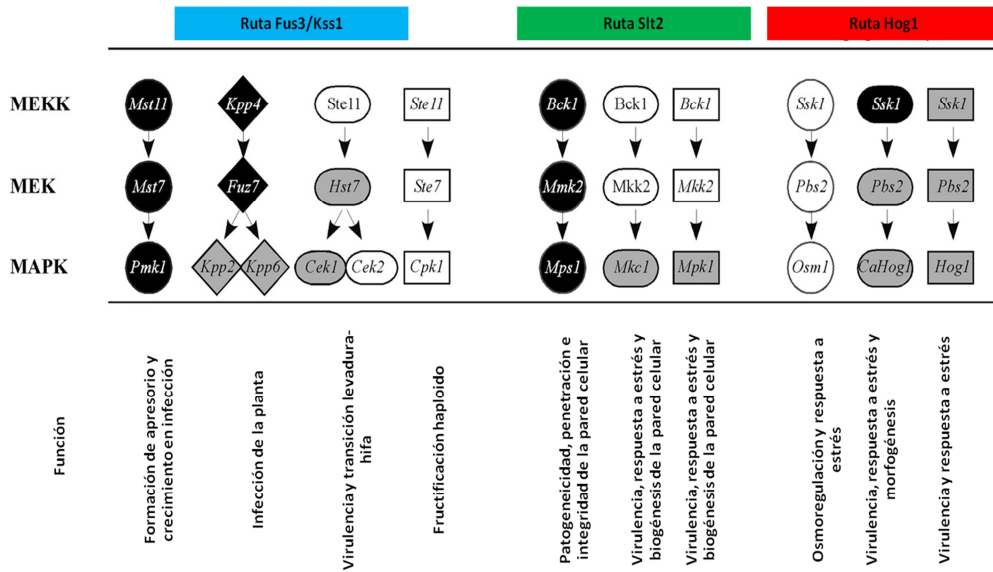 Ruta Fus3/Kss1 Ruta Slt2 Ruta Hog1
MEKK Mst11 Kpp4 Ste11 Ste11 Bck1 Bck1 Bck1 Ssk1 Ssk1 Ssk1
MEK Mst7 Fuz7 Hst7 Ste7 Mmk2 Mkk2 Mkk2 Pbs2 Pbs2 Pbs2
MAPK Pmk1 Kpp2 Kpp6 Cek1 Cek2 Cpk1 Mps1 Mkc1 Mpk1 Osm1 CaHog1 Hog1
Función
Formación de apresorio y
crecimiento en infección
Infección de la planta
Virulencia y transición levadura-
hifa
Fructificación haploido
Patogeneicidad, penetración e
integridad de la pared celular
Virulencia, respuesta a estrés y
biogénesis de la pared celular
Virulencia, respuesta a estrés y
biogénesis de la pared celular
Osmoregulación y respuesta a
estrés
Virulencia, respuesta a estrés y
morfogénesis
Virulencia y respuesta a estrés